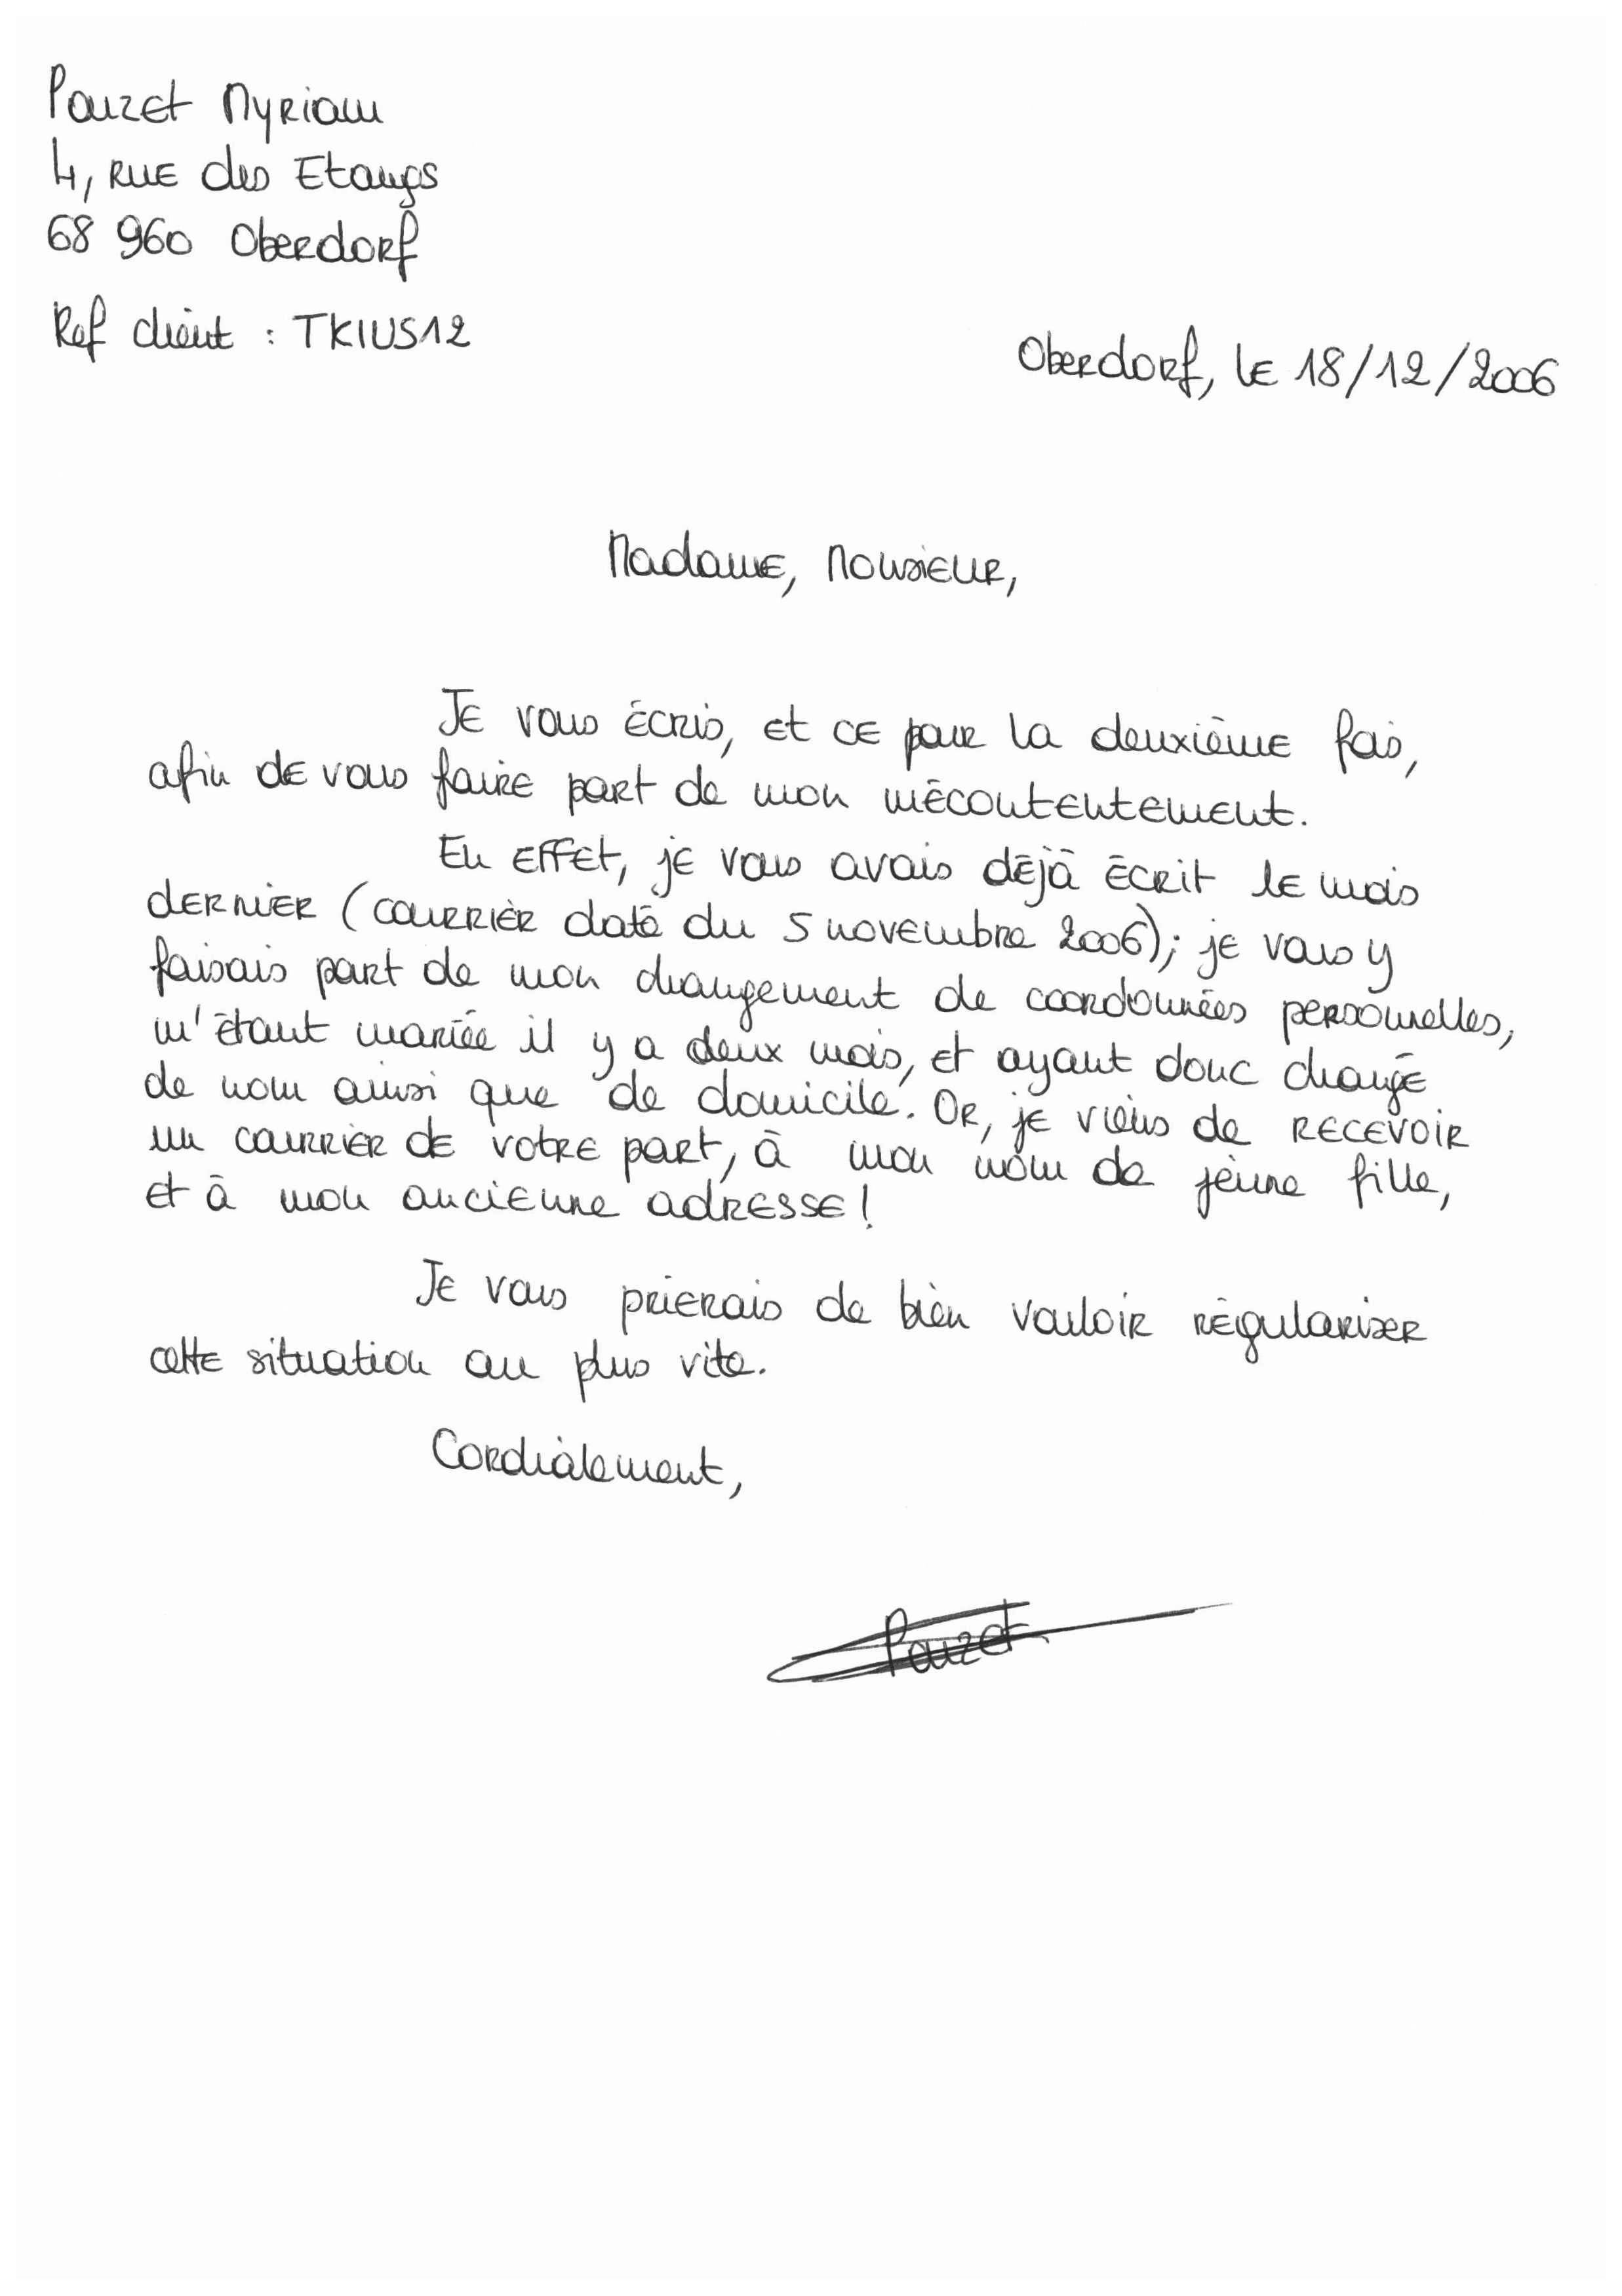 Pouzet Myriam
4, rue des Etangs
68 960 Oberdorf
Ref client : TKIUS12
Oberdorf, le 18/12/2006
Madame, Monsieur,
Je vous écris, et ce pour la deuxième fois,
afin de vous faire part de mon mécontentement.
En effet, je vous avais déjà écrit le mois
dernier (courrier daté du 5 novembre 2006); je vous y
faisais part de mon changement de coordonnées personnelles,
m'étant mariée il y a deux mois, et ayant donc changé
de nom ainsi que de domicile. Or, je viens de recevoir
un courrier de votre part, à mon nom de jeune fille,
et à mon ancienne adresse!
Je vous prierais de bien vouloir régulariser
cette situation au plus vite.
Cordialement,
Pouzet